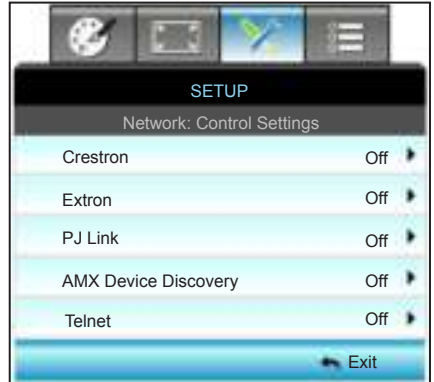 SETUP
Network: Control Settings
Crestron Off
Extron Off
PJ Link Off
AMX Device Discovery Off
Telnet Off
Exit